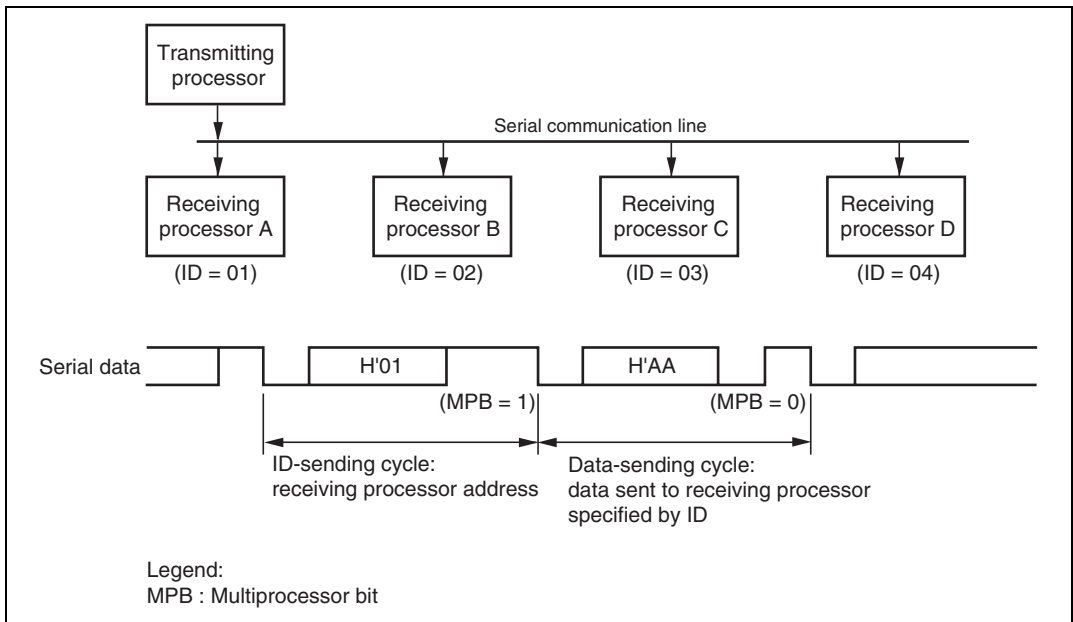 Transmitting
processor
Serial communication line
Receiving
processor A
Receiving
processor B
Receiving
processor C
Receiving
processor D
(ID = 01)
(ID = 02)
(ID = 03)
(ID = 04)
Serial data
H'01
H'AA
(MPB = 1)
(MPB = 0)
ID-sending cycle:
receiving processor address
Data-sending cycle:
data sent to receiving processor
specified by ID
Legend:
MPB : Multiprocessor bit